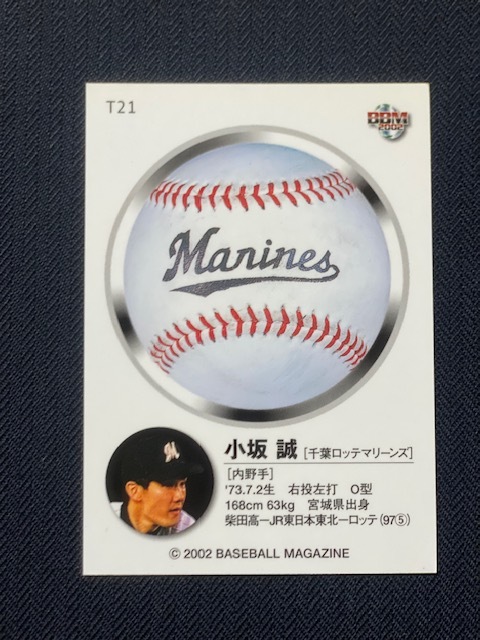 T21
BBM
2002
Marines
M
小坂 誠 [千葉ロッテマリーンズ]
[内野手]
'73.7.2生 右投左打 O型
168cm 63kg 宮城県出身
柴田高ーJR東日本東北ーロッテ(97⑤)
© 2002 BASEBALL MAGAZINE